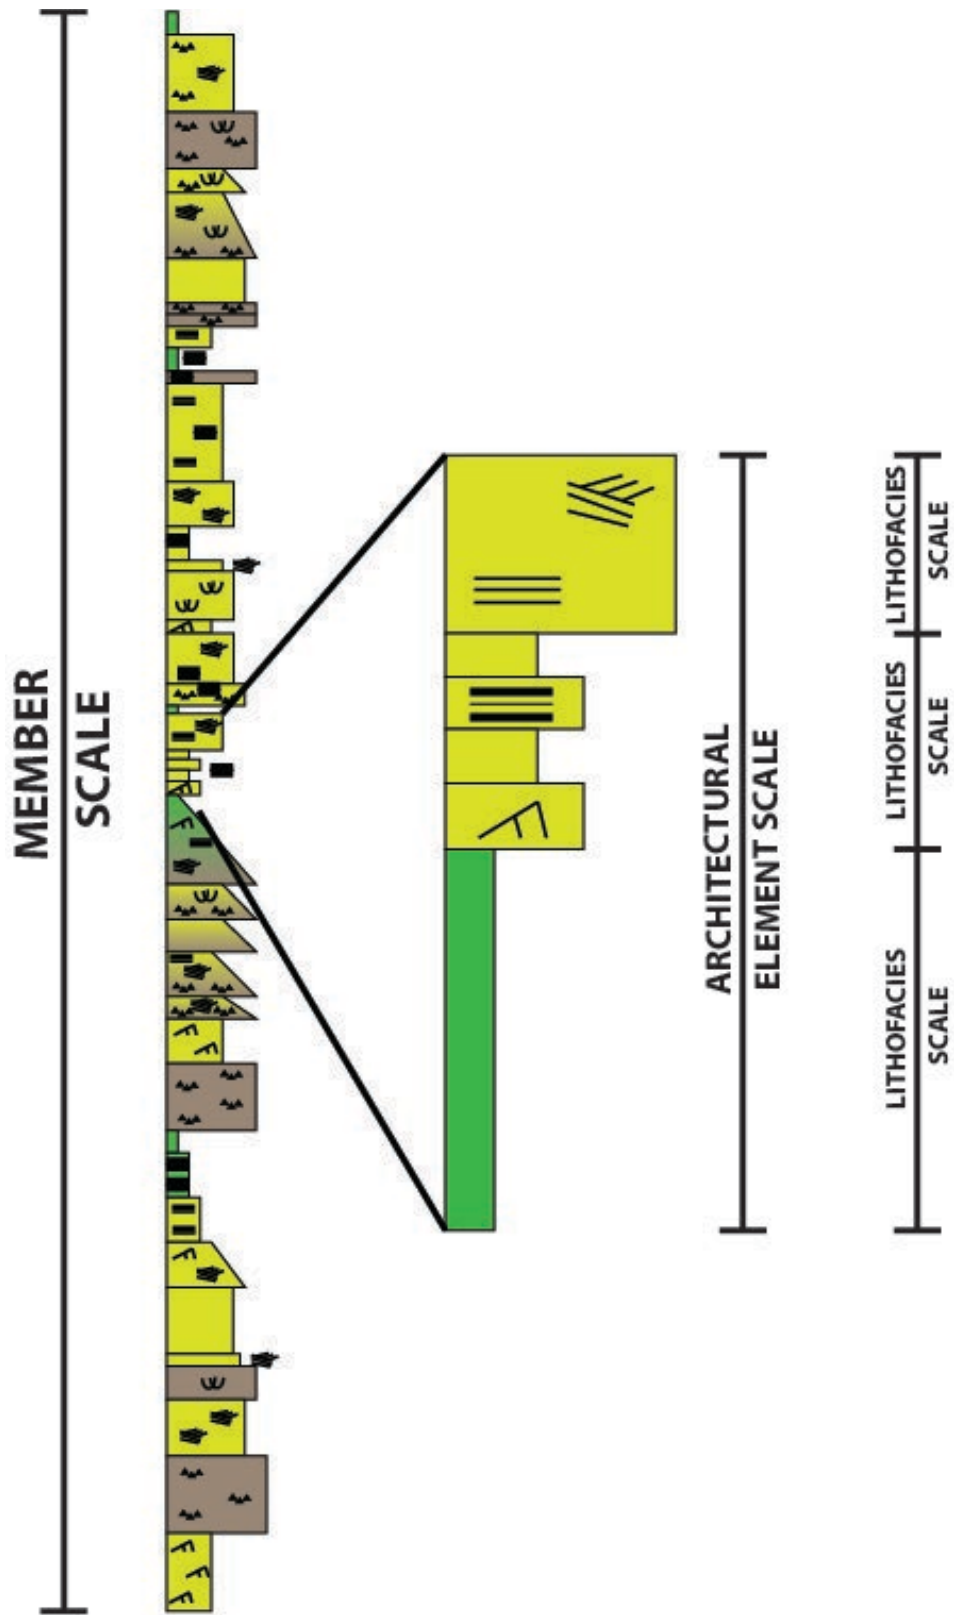 MEMBER
SCALE
ARCHITECTURAL
ELEMENT SCALE
LITHOFACIES
SCALE
LITHOFACIES
SCALE
LITHOFACIES
SCALE